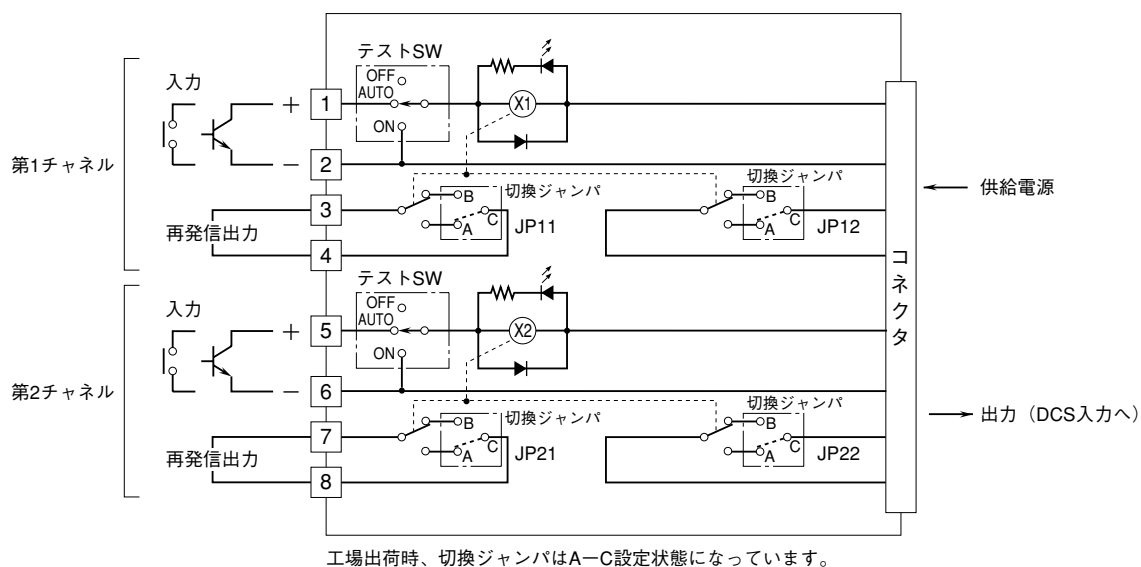 第1チャネル
入力
+
−
再発信出力
1
2
3
4
テストSW
OFF
AUTO
ON
X1
切換ジャンパ
B
A
C
JP11
切換ジャンパ
B
A
C
JP12
第2チャネル
入力
+
−
再発信出力
5
6
7
8
テストSW
OFF
AUTO
ON
X2
切換ジャンパ
B
A
C
JP21
切換ジャンパ
B
A
C
JP22
コネクタ
供給電源
出力（DCS入力へ）
工場出荷時、切換ジャンパはA−C設定状態になっています。